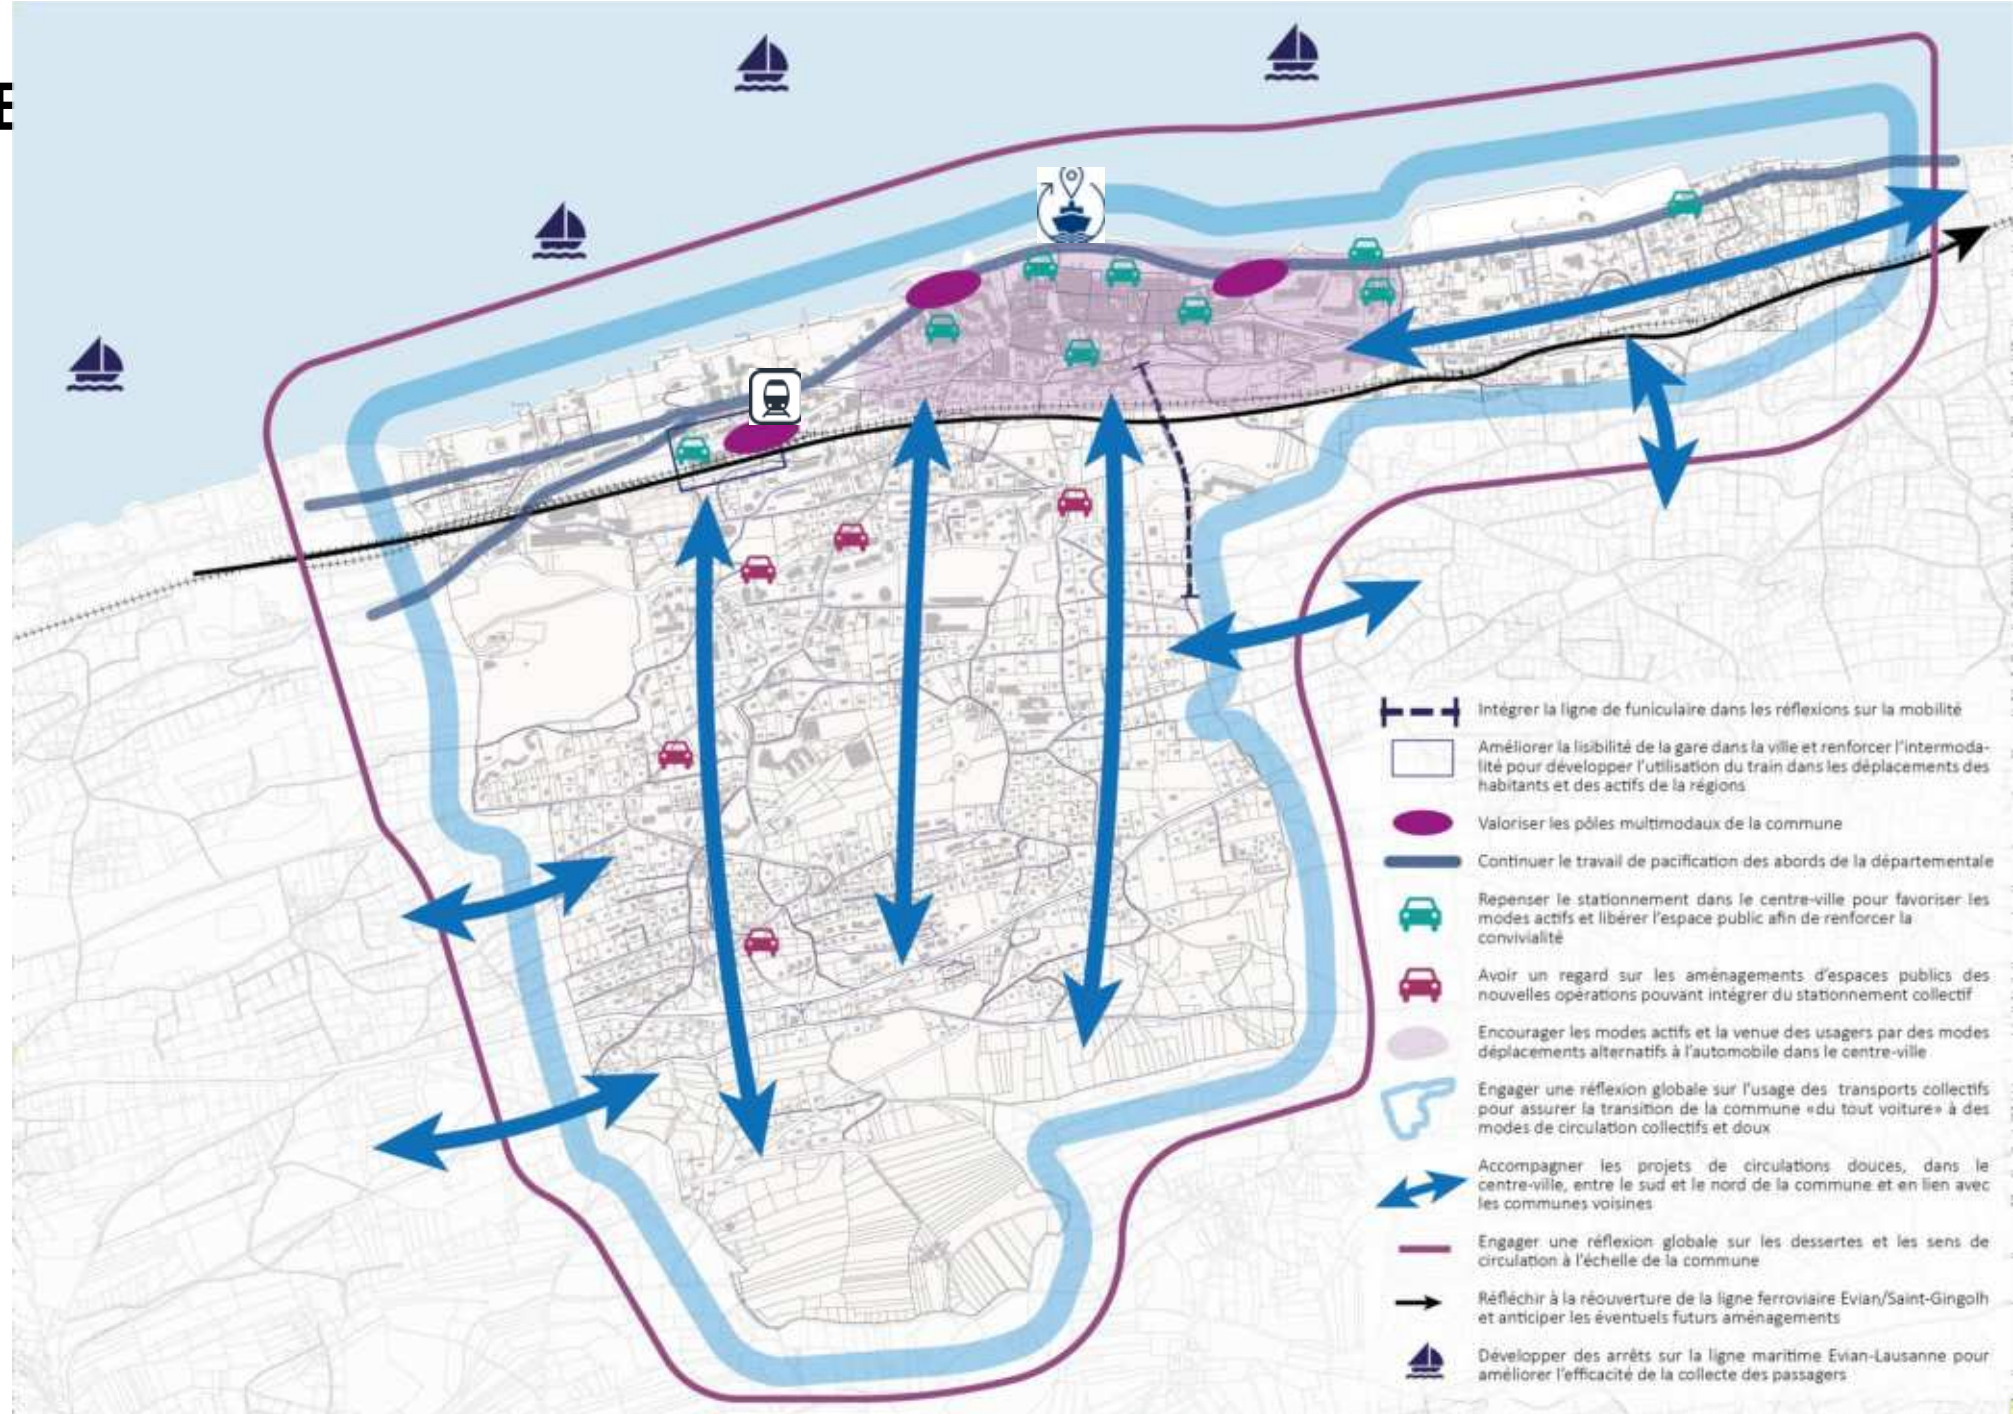 E
Intégrer la ligne de funiculaire dans les réflexions sur la mobilité
Améliorer la lisibilité de la gare dans la ville et renforcer l'intermoda-
lité pour développer l'utilisation du train dans les déplacements des
habitants et des actifs de la régions
Valoriser les pôles multimodaux de la commune
Continuer le travail de pacification des abords de la départementale
Repenser le stationnement dans le centre-ville pour favoriser les
modes actifs et libérer l'espace public afin de renforcer la
convivialité
Avoir un regard sur les aménagements d'espaces publics des
nouvelles opérations pouvant intégrer du stationnement collectif
Encourager les modes actifs et la venue des usagers par des modes
déplacements alternatifs à l'automobile dans le centre-ville
Engager une réflexion globale sur l'usage des transports collectifs
pour assurer la transition de la commune «du tout voiture» à des
modes de circulation collectifs et doux
Accompagner les projets de circulations douces, dans le
centre-ville, entre le sud et le nord de la commune et en lien avec
les communes voisines
Engager une réflexion globale sur les dessertes et les sens de
circulation à l'échelle de la commune
Réfléchir à la réouverture de la ligne ferroviaire Evian/Saint-Gingolh
et anticiper les éventuels futurs aménagements
Développer des arrêts sur la ligne maritime Evian-Lausanne pour
améliorer l'efficacité de la collecte des passagers